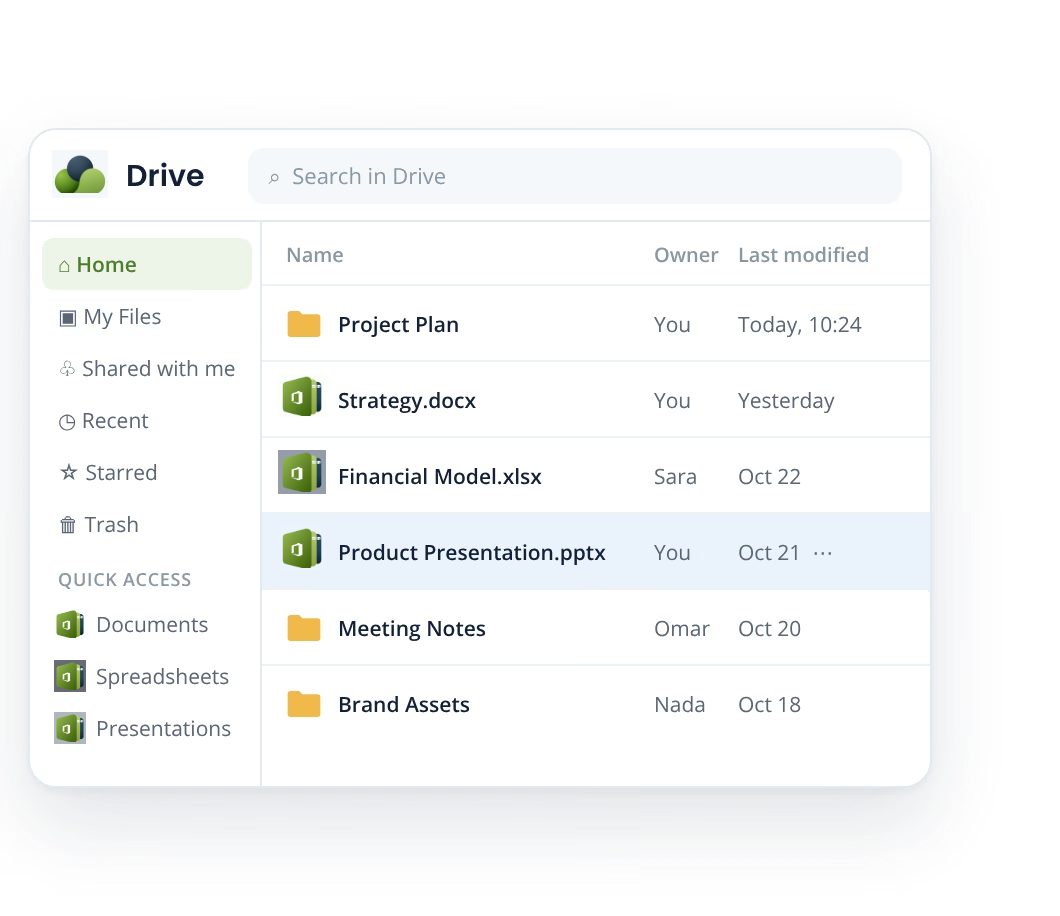 Drive
Search in Drive
Home
My Files
Shared with me
Recent
Starred
Trash
QUICK ACCESS
Documents
Spreadsheets
Presentations
Name Owner Last modified
Project Plan You Today, 10:24
Strategy.docx You Yesterday
Financial Model.xlsx Sara Oct 22
Product Presentation.pptx You Oct 21 ···
Meeting Notes Omar Oct 20
Brand Assets Nada Oct 18